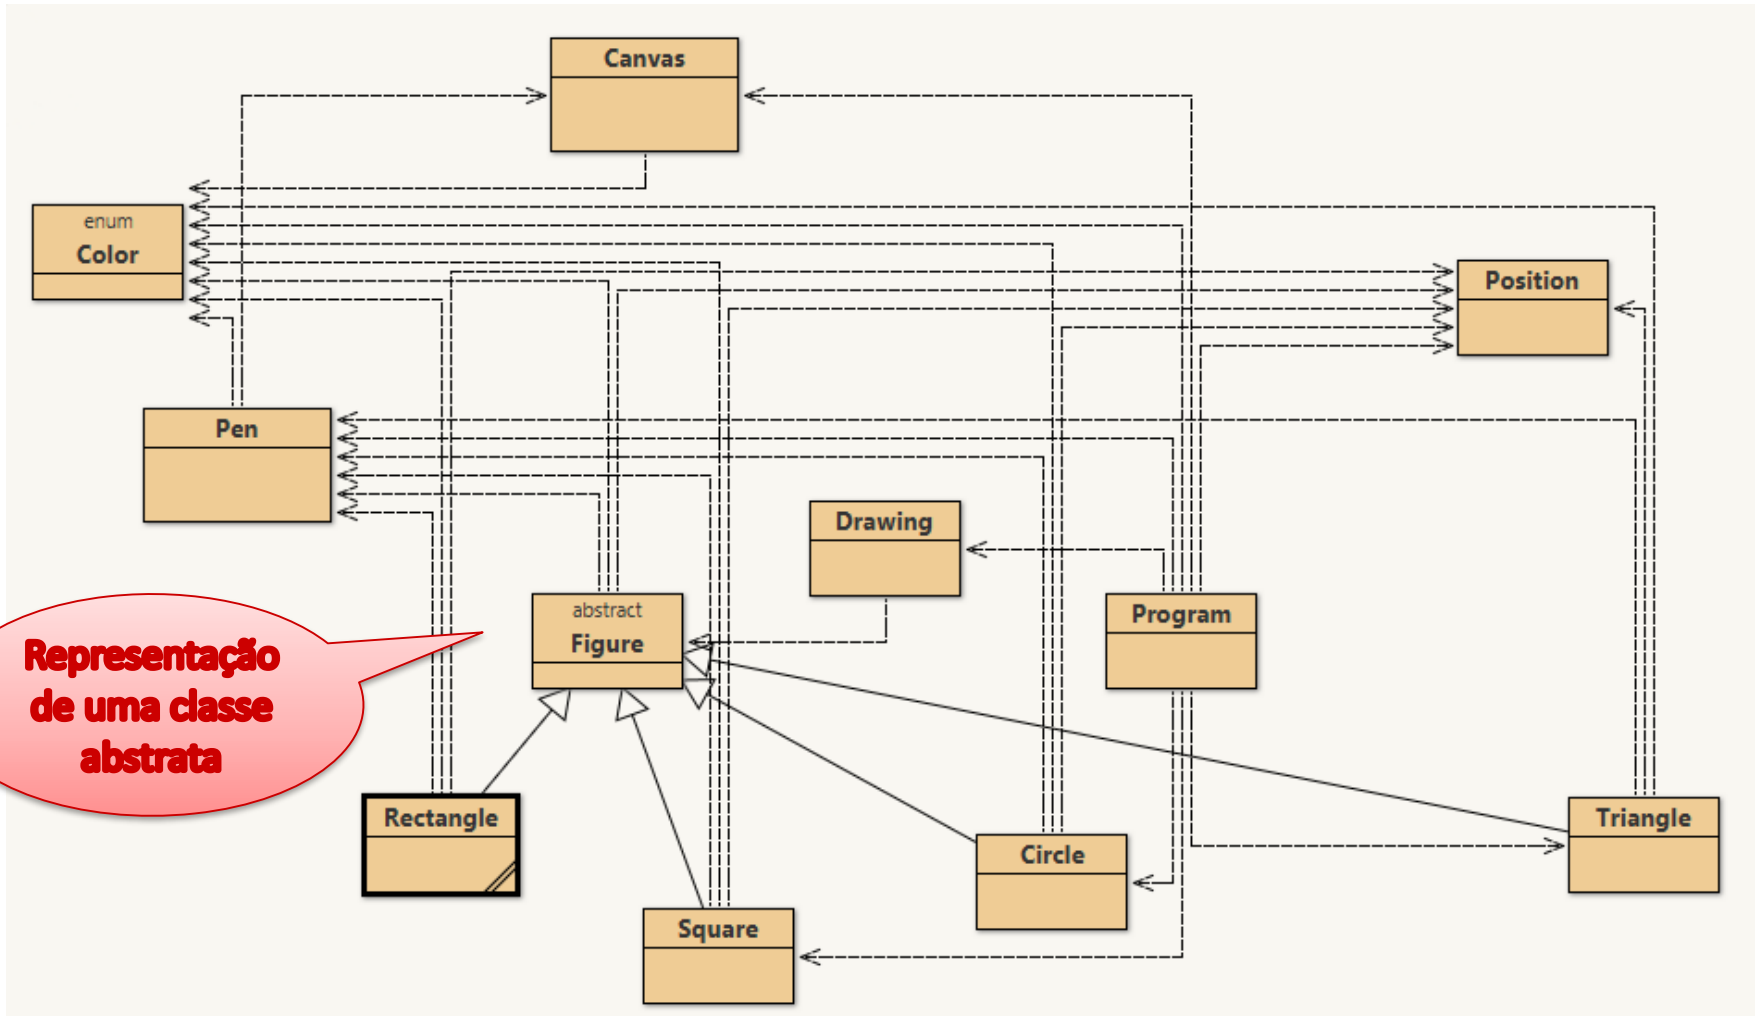 Canvas
enum
Color
Position
Pen
Drawing
abstract
Figure
Program
Representação
de uma classe
abstrata
Rectangle
Triangle
Circle
Square